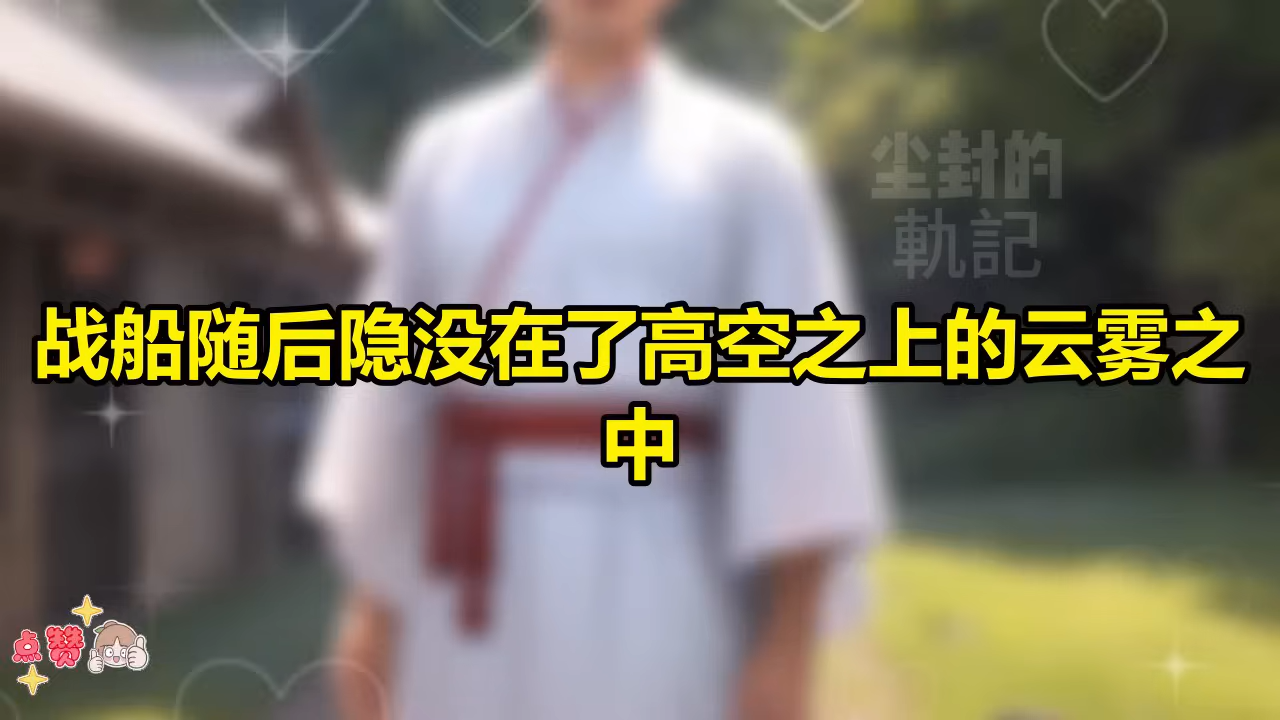 尘封的
軌記
战船随后隐没在了高空之上的云雾之
中
点赞